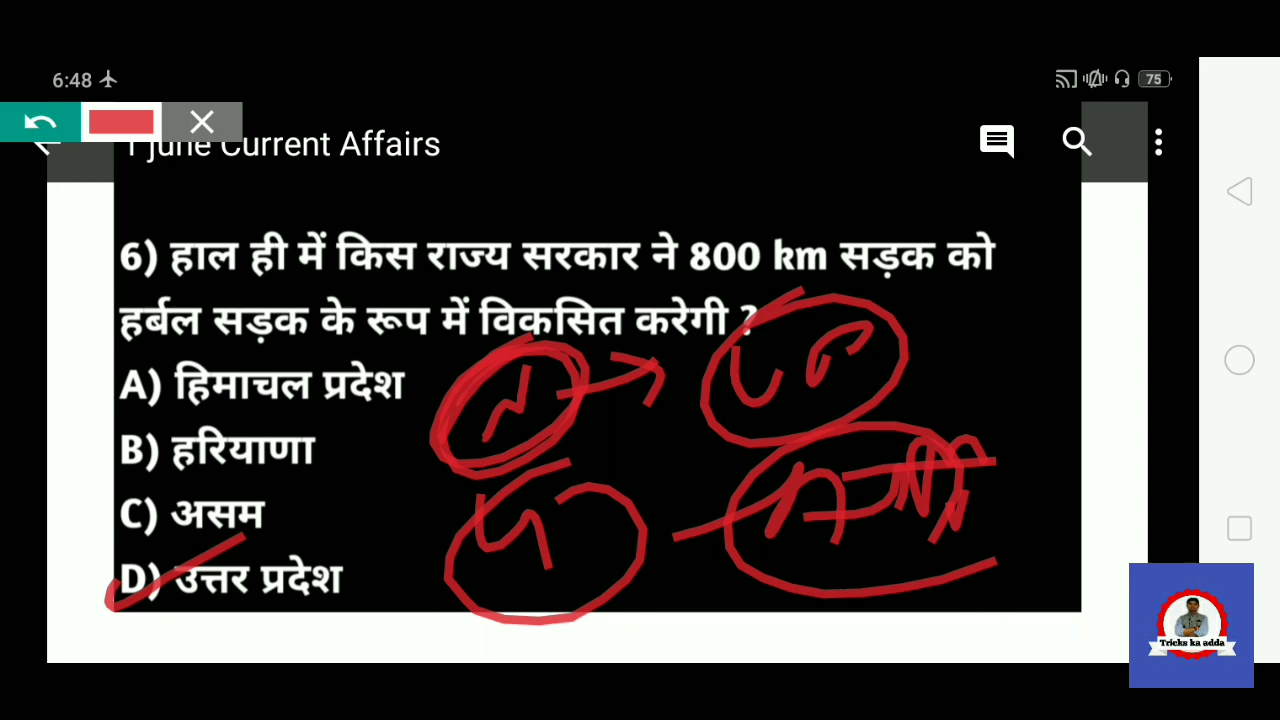 6:48
75
1 june Current Affairs
6) हाल ही में किस राज्य सरकार ने 800 km सड़क को
हर्बल सड़क के रूप में विकसित करेगी ?
A) हिमाचल प्रदेश
B) हरियाणा
C) असम
D) उत्तर प्रदेश
Tricks ka adda